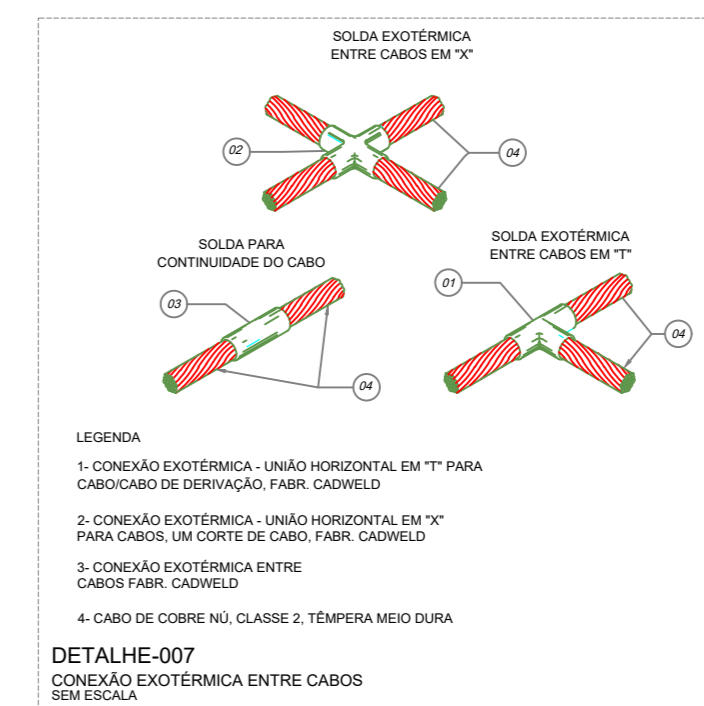 SOLDA EXOTÉRMICA
ENTRE CABOS EM "X"
02
04
SOLDA PARA
CONTINUIDADE DO CABO
03
04
SOLDA EXOTÉRMICA
ENTRE CABOS EM "T"
01
04
LEGENDA
1- CONEXÃO EXOTÉRMICA - UNIÃO HORIZONTAL EM "T" PARA
CABO/CABO DE DERIVAÇÃO, FABR. CADWELD
2- CONEXÃO EXOTÉRMICA - UNIÃO HORIZONTAL EM "X"
PARA CABOS, UM CORTE DE CABO, FABR. CADWELD
3- CONEXÃO EXOTÉRMICA ENTRE
CABOS FABR. CADWELD
4- CABO DE COBRE NÚ, CLASSE 2, TÊMPERA MEIO DURA
DETALHE-007
CONEXÃO EXOTÉRMICA ENTRE CABOS
SEM ESCALA